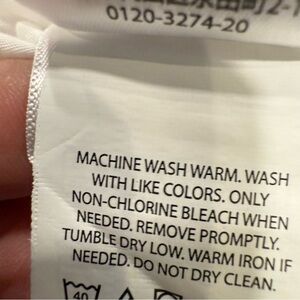 0120-3274-20
MACHINE WASH WARM. WASH
WITH LIKE COLORS. ONLY
NON-CHLORINE BLEACH WHEN
NEEDED. REMOVE PROMPTLY.
TUMBLE DRY LOW. WARM IRON IF
NEEDED. DO NOT DRY CLEAN.
40